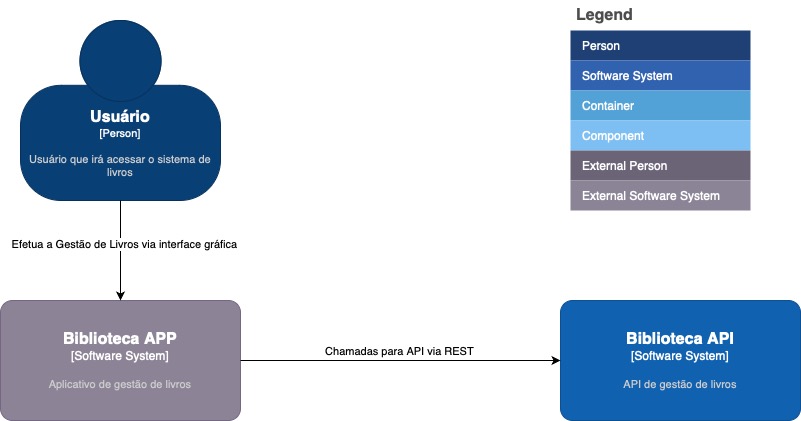 Legend
Person
Software System
Container
Component
External Person
External Software System
Usuário
[Person]
Usuário que irá acessar o sistema de
livros
Efetua a Gestão de Livros via interface gráfica
Biblioteca APP
[Software System]
Aplicativo de gestão de livros
Chamadas para API via REST
Biblioteca API
[Software System]
API de gestão de livros